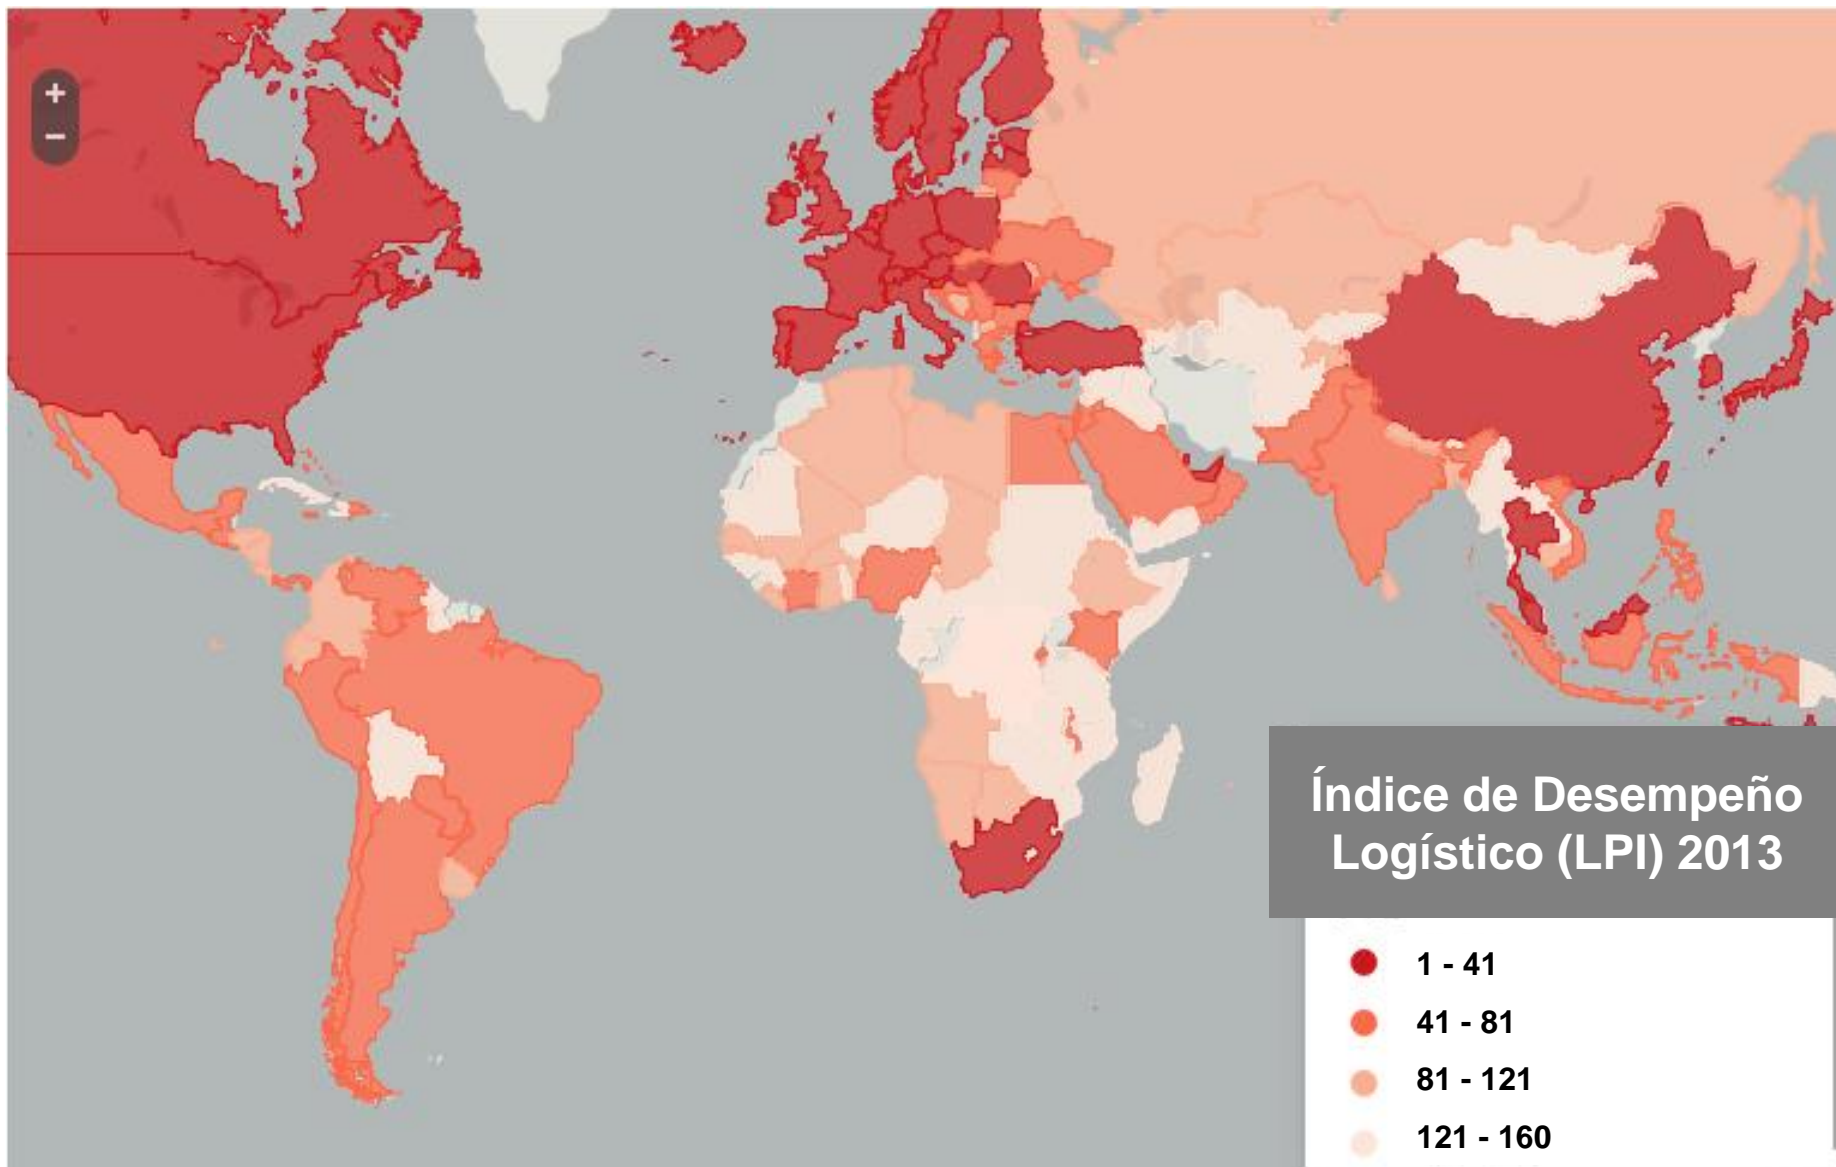 +
−
Índice de Desempeño
Logístico (LPI) 2013
1 - 41
41 - 81
81 - 121
121 - 160